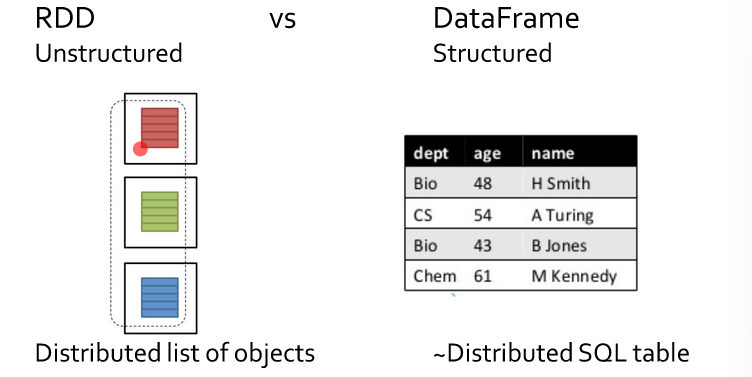 RDD vs DataFrame
Unstructured Structured
dept age name
Bio 48 H Smith
CS 54 A Turing
Bio 43 B Jones
Chem 61 M Kennedy
Distributed list of objects ~Distributed SQL table